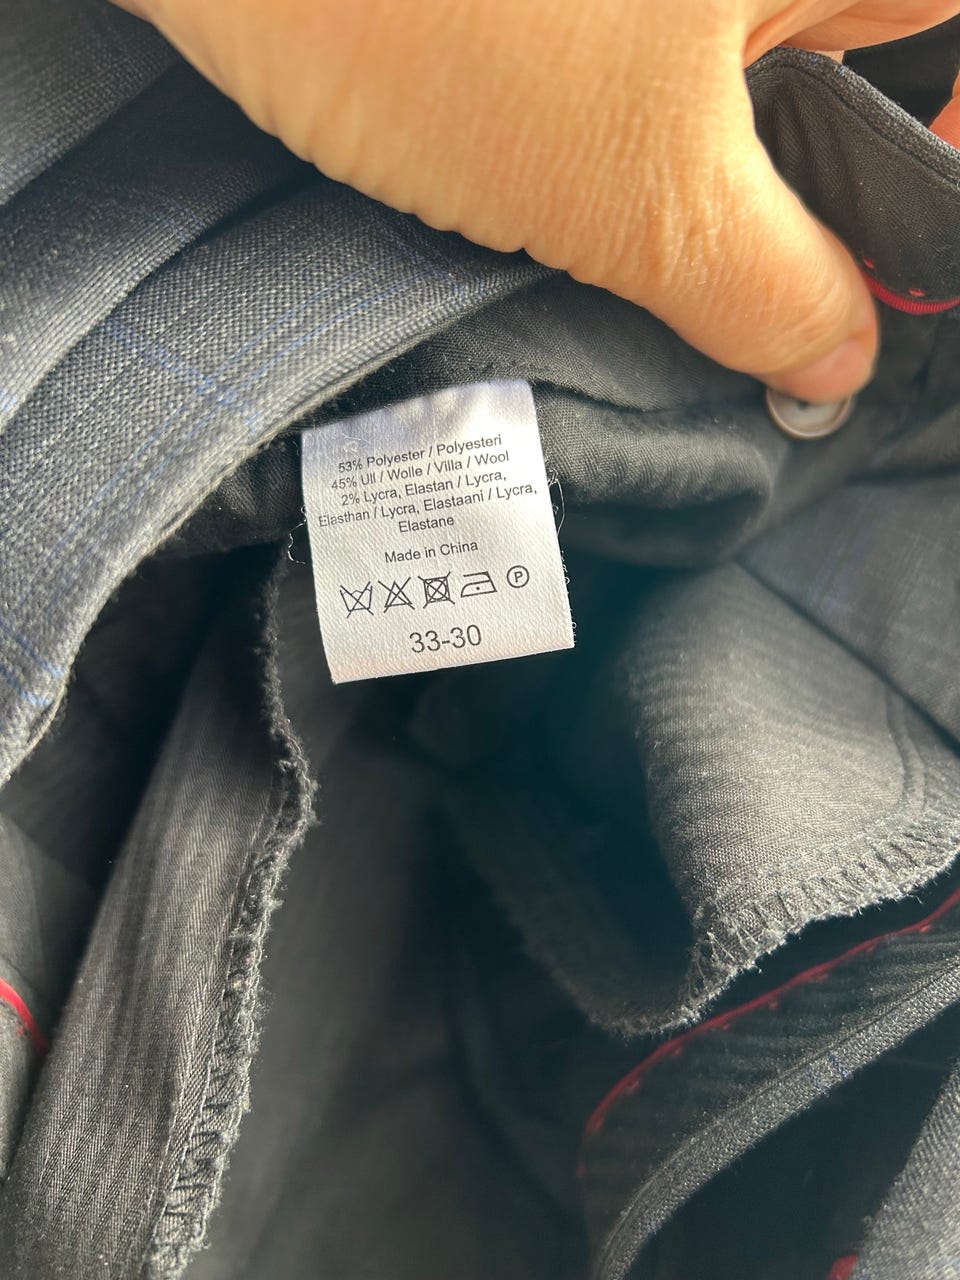 53% Polyester / Polyesteri
45% Ull / Wolle / Villa / Wool
2% Lycra, Elastan / Lycra,
Elasthan / Lycra, Elastaani / Lycra,
Elastane
Made in China
P
33-30